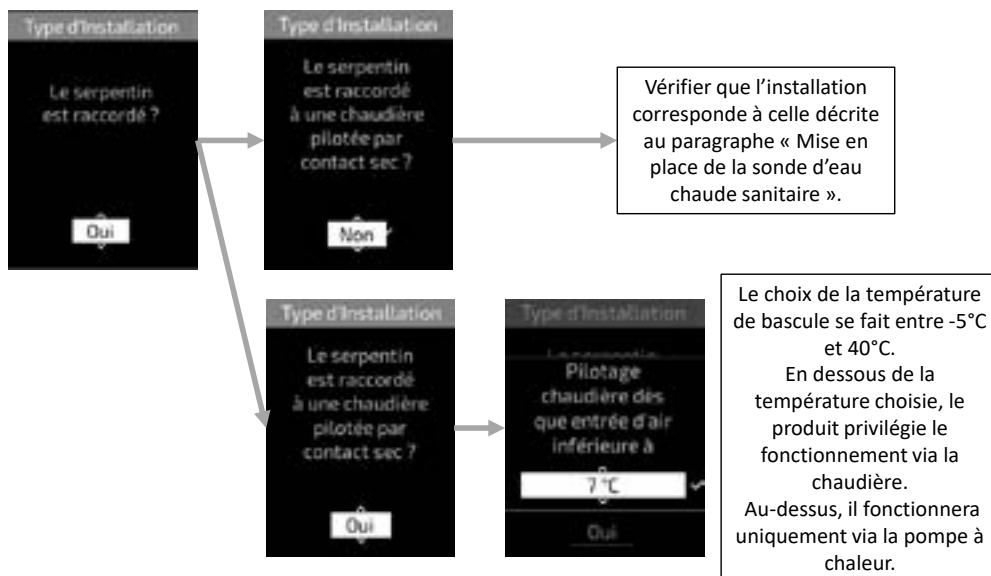 Type d'Installation
Le serpentin
est raccordé ?
Oui
Type d'Installation
Le serpentin
est raccordé
à une chaudière
pilotée par
contact sec ?
Non
Vérifier que l'installation
corresponde à celle décrite
au paragraphe « Mise en
place de la sonde d'eau
chaude sanitaire ».
Type d'Installation
Le serpentin
est raccordé
à une chaudière
pilotée par
contact sec ?
Oui
Type d'Installation
Le serpentin
Pilotage
chaudière dès
que entrée d'air
inférieure à
7 °C
Oui
Le choix de la température
de bascule se fait entre -5°C
et 40°C.
En dessous de la
température choisie, le
produit privilégie le
fonctionnement via la
chaudière.
Au-dessus, il fonctionnera
uniquement via la pompe à
chaleur.